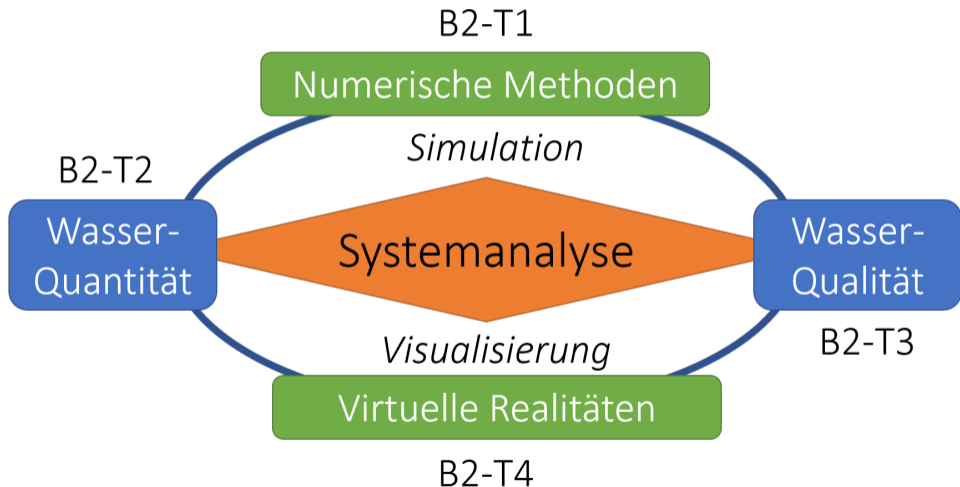 B2-T1
Numerische Methoden
Simulation
B2-T2
Wasser-
Quantität
Systemanalyse
Wasser-
Qualität
B2-T3
Visualisierung
Virtuelle Realitäten
B2-T4